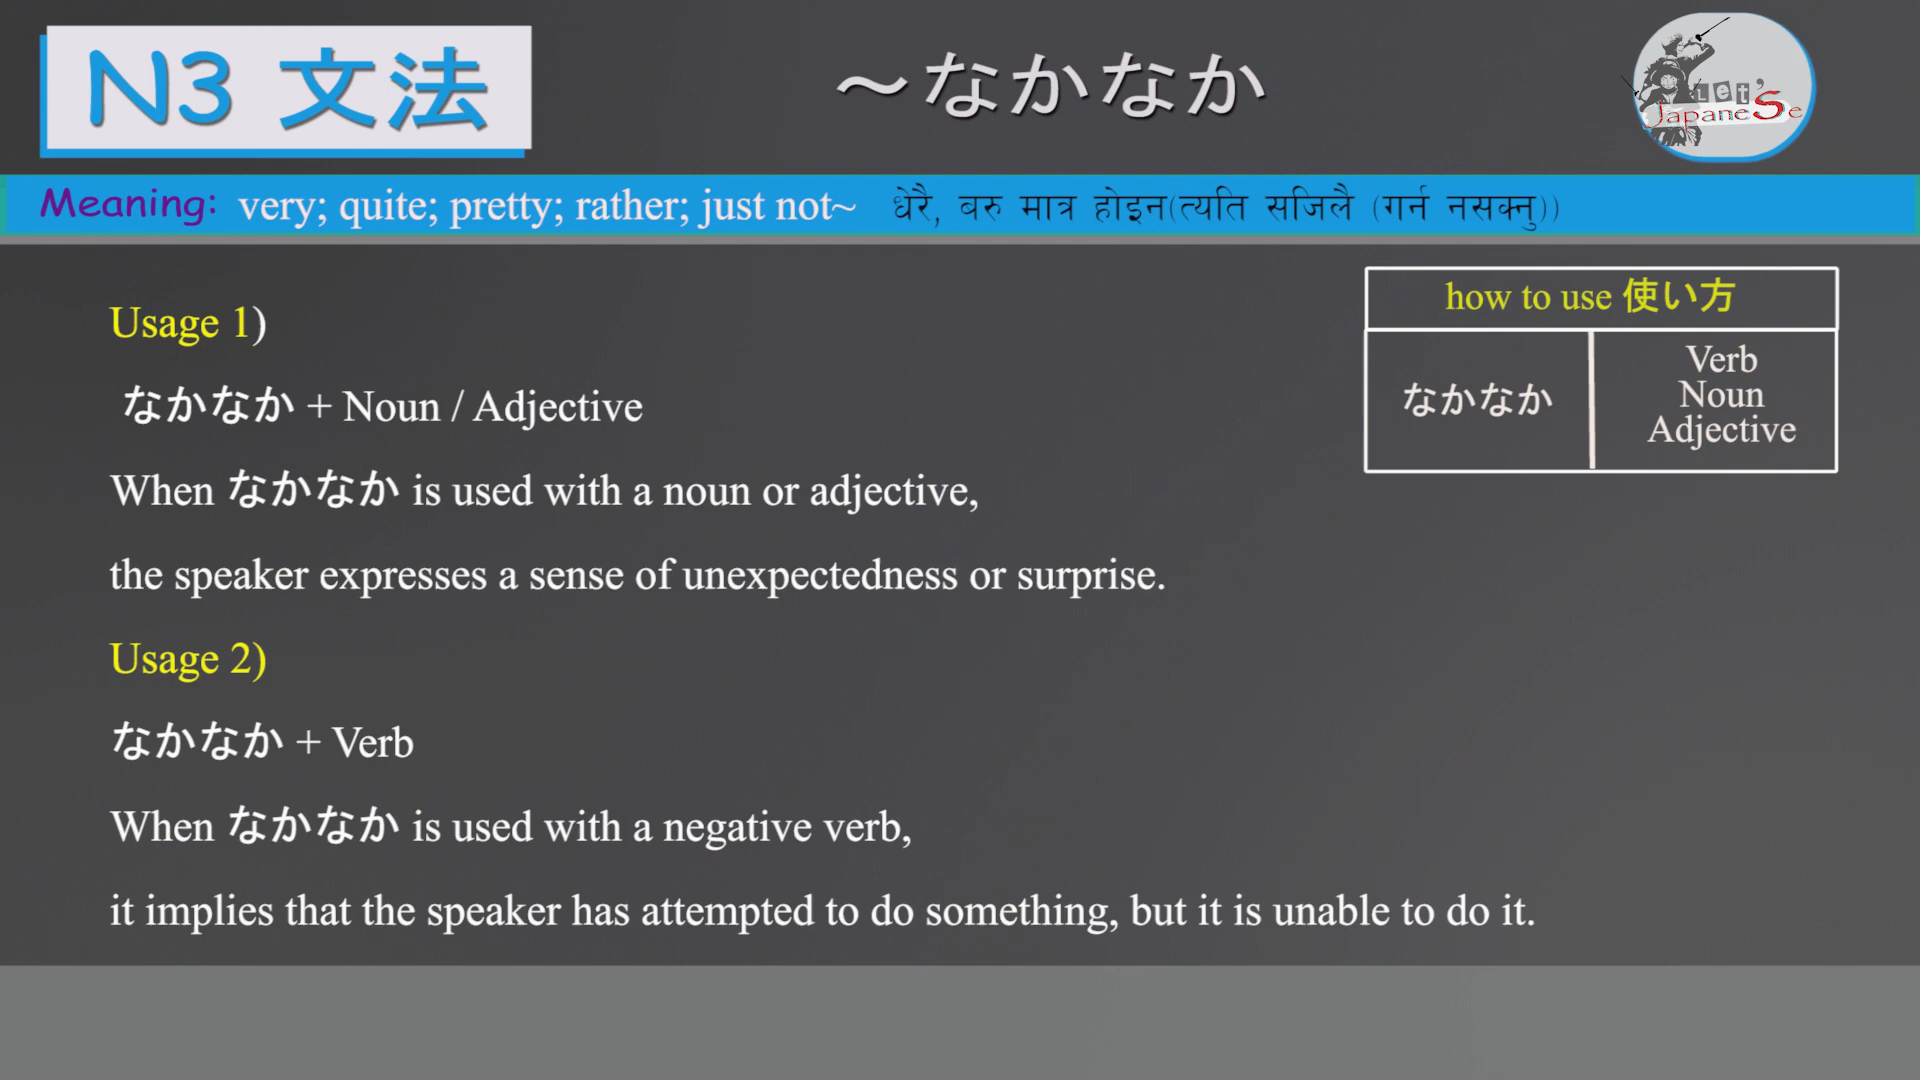 N3 文法
～なかなか
Let's
JapaneSe
Meaning: very; quite; pretty; rather; just not~ धेरै, बरु मात्र होइन(त्यति सजिलै (गर्न नसक्नु))
how to use 使い方
なかなか
Verb
Noun
Adjective
Usage 1)
なかなか + Noun / Adjective
When なかなか is used with a noun or adjective,
the speaker expresses a sense of unexpectedness or surprise.
Usage 2)
なかなか + Verb
When なかなか is used with a negative verb,
it implies that the speaker has attempted to do something, but it is unable to do it.